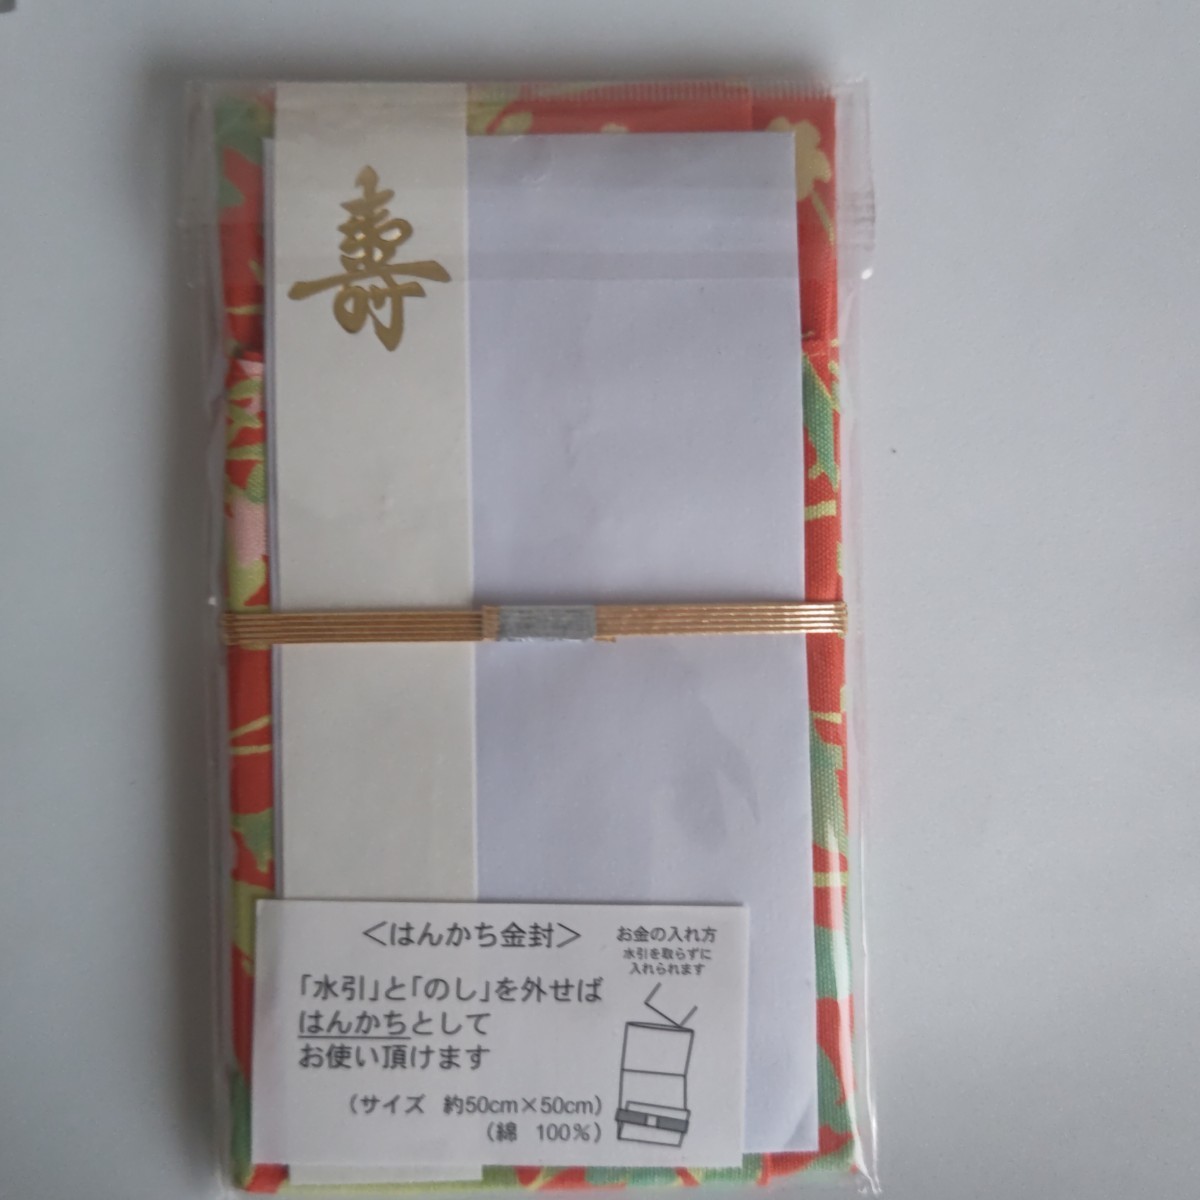 寿
＜はんかち金封＞
「水引」と「のし」を外せば
はんかちとして
お使い頂けます
（サイズ 約50cm×50cm）
（綿 100％）
お金の入れ方
水引を取らずに
入れられます